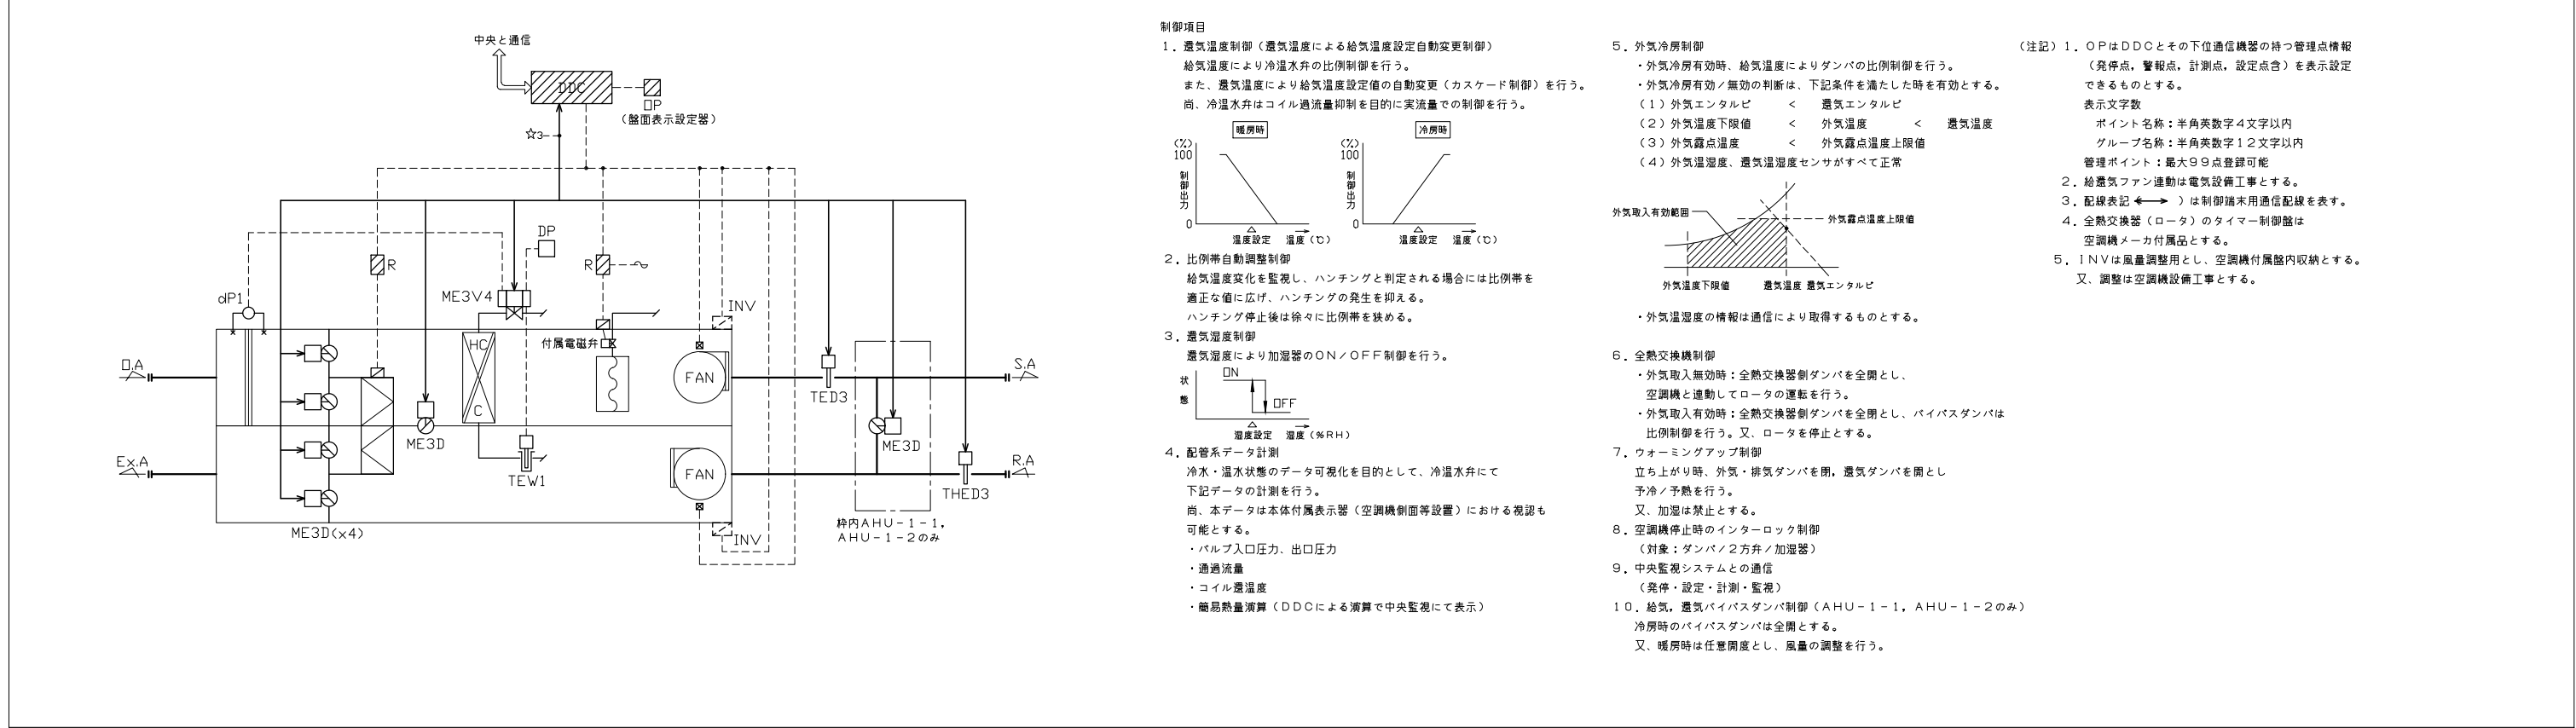 中央と通信
DDC
OP
(盤面表示設定器)
☆3
DP
R
R
dP1
ME3V4
INV
HC
C
付属電磁弁
O.A
FAN
S.A
TED3
ME3D
ME3D
Ex.A
FAN
R.A
TEW1
THED3
ME3D(x4)
INV
枠内AHU-1-1,
AHU-1-2のみ
制御項目
1. 還気温度制御(還気温度による給気温度設定自動変更制御)
給気温度により冷温水弁の比例制御を行う。
また、還気温度により給気温度設定値の自動変更(カスケード制御)を行う。
尚、冷温水弁はコイル過流量抑制を目的に実流量での制御を行う。
暖房時
(%)
100
制御出力
0
温度設定 温度(℃)
冷房時
(%)
100
制御出力
0
温度設定 温度(℃)
2. 比例帯自動調整制御
給気温度変化を監視し、ハンチングと判定される場合には比例帯を
適正な値に広げ、ハンチングの発生を抑える。
ハンチング停止後は徐々に比例帯を狭める。
3. 還気湿度制御
還気湿度により加湿器のON/OFF制御を行う。
状態
ON
OFF
湿度設定 湿度(%RH)
4. 配管系データ計測
冷水・温水状態のデータ可視化を目的として、冷温水弁にて
下記データの計測を行う。
尚、本データは本体付属表示器(空調機側面等設置)における視認も
可能とする。
・バルブ入口圧力、出口圧力
・通過流量
・コイル還温度
・簡易熱量演算(DDCによる演算で中央監視にて表示)
5. 外気冷房制御
・外気冷房有効時、給気温度によりダンパの比例制御を行う。
・外気冷房有効/無効の判断は、下記条件を満たした時を有効とする。
(1)外気エンタルピ < 還気エンタルピ
(2)外気温度下限値 < 外気温度 < 還気温度
(3)外気露点温度 < 外気露点温度上限値
(4)外気温湿度、還気温湿度センサがすべて正常
外気取入有効範囲
外気露点温度上限値
外気温度下限値 還気温度 還気エンタルピ
・外気温湿度の情報は通信により取得するものとする。
6. 全熱交換機制御
・外気取入無効時:全熱交換器側ダンパを全開とし、
空調機と連動してロータの運転を行う。
・外気取入有効時:全熱交換器側ダンパを全閉とし、バイパスダンパは
比例制御を行う。又、ロータを停止とする。
7. ウォーミングアップ制御
立ち上がり時、外気・排気ダンパを閉,還気ダンパを開とし
予冷/予熱を行う。
又、加湿は禁止とする。
8. 空調機停止時のインターロック制御
(対象:ダンパ/2方弁/加湿器)
9. 中央監視システムとの通信
(発停・設定・計測・監視)
10. 給気,還気バイパスダンパ制御(AHU-1-1,AHU-1-2のみ)
冷房時のバイパスダンパは全開とする。
又、暖房時は任意開度とし、風量の調整を行う。
(注記)1. OPはDDCとその下位通信機器の持つ管理点情報
(発停点,警報点,計測点,設定点含)を表示設定
できるものとする。
表示文字数
ポイント名称:半角英数字4文字以内
グループ名称:半角英数字12文字以内
管理ポイント:最大99点登録可能
2. 給還気ファン連動は電気設備工事とする。
3. 配線表記 ←→ )は制御端末用通信配線を表す。
4. 全熱交換器(ロータ)のタイマー制御盤は
空調機メーカ付属品とする。
5. INVは風量調整用とし、空調機付属盤内収納とする。
又、調整は空調機設備工事とする。